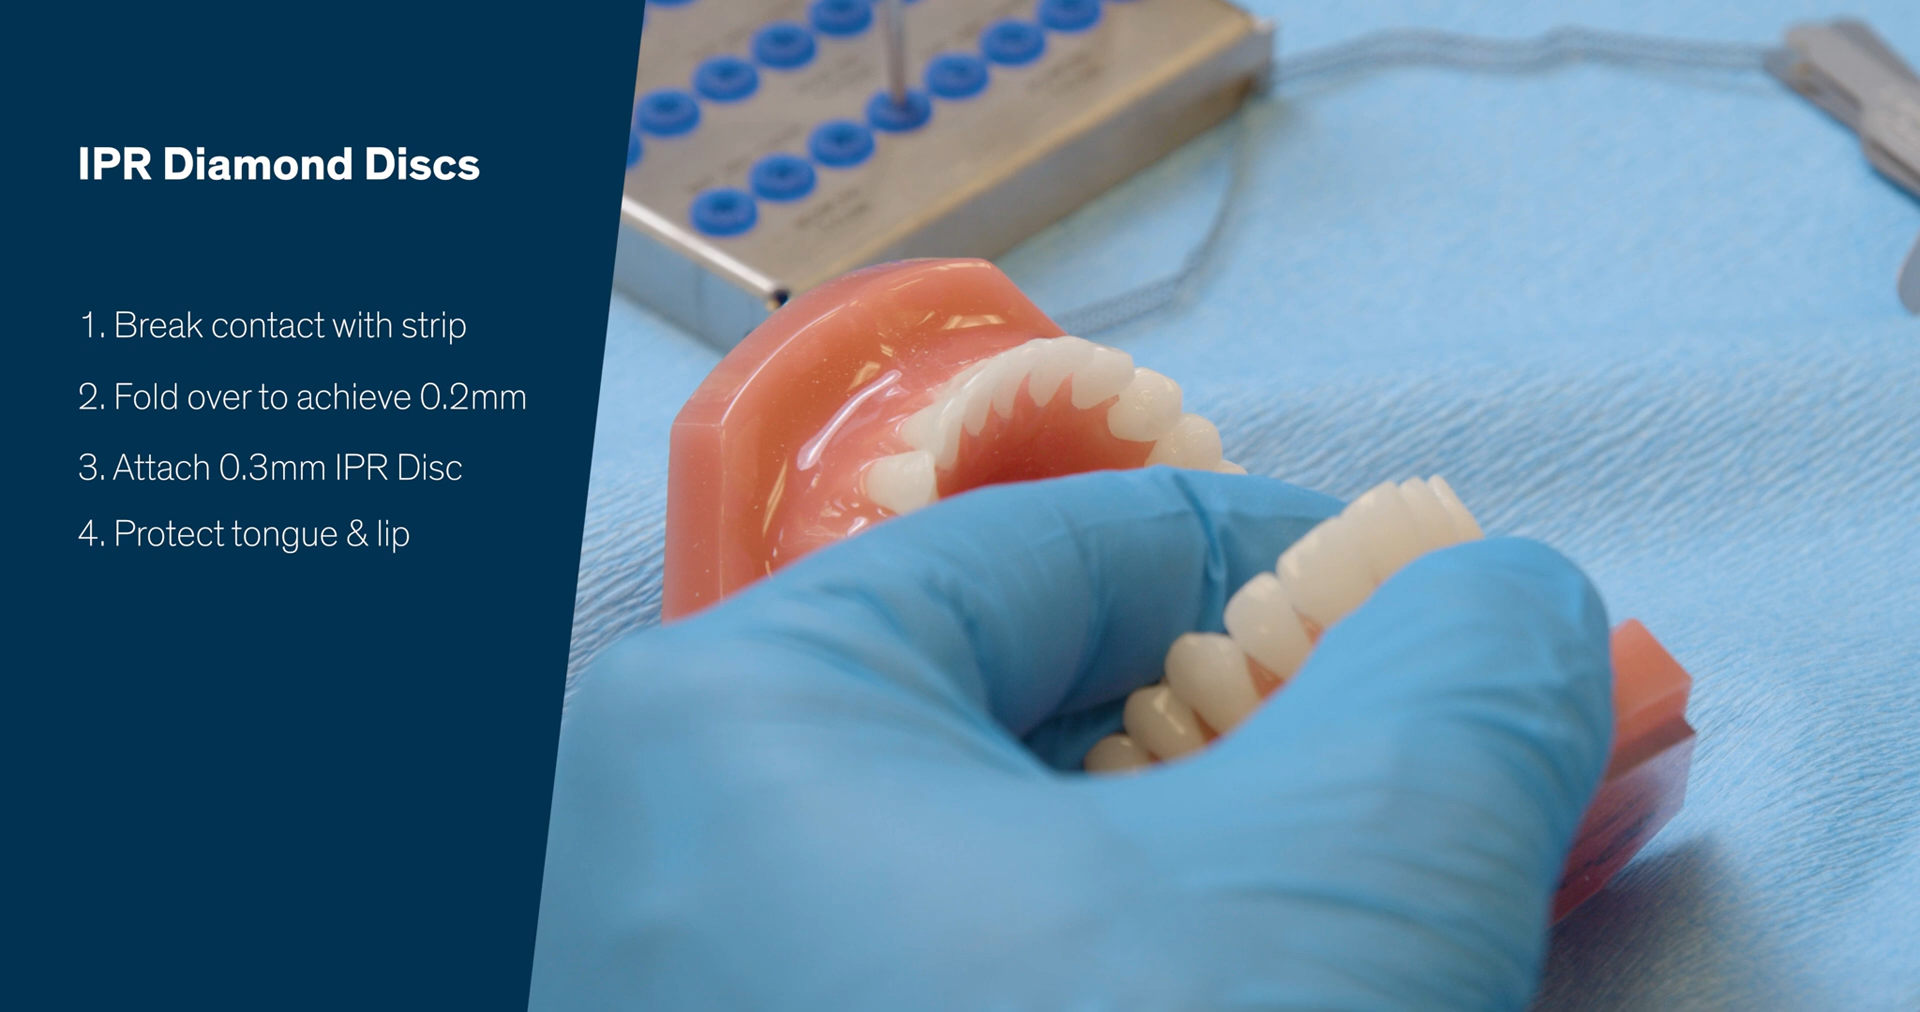 IPR Diamond Discs
1. Break contact with strip
2. Fold over to achieve 0.2mm
3. Attach 0.3mm IPR Disc
4. Protect tongue & lip